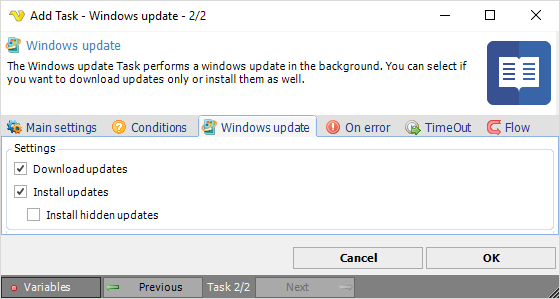 Add Task - Windows update - 2/2
Windows update
The Windows update Task performs a windows update in the background. You can select if
you want to download updates only or install them as well.
Main settings Conditions Windows update On error TimeOut Flow
Settings
Download updates
Install updates
Install hidden updates
Cancel OK
Variables Previous Task 2/2 Next